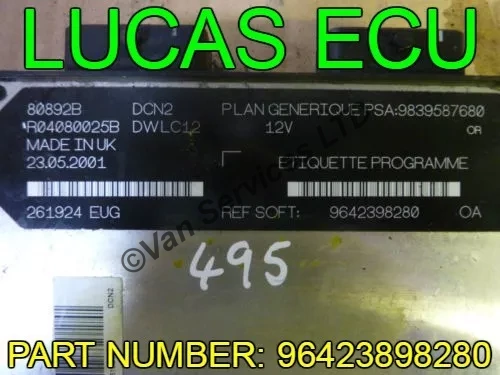 LUCAS ECU
80892B DCN2 PLAN GENERIQUE PSA:9839587680
R04080025B DWLC12 12V OR
MADE IN UK
23.05.2001 ETIQUETTE PROGRAMME
261924 EUG REF SOFT: 9642398280 OA
©Van Services LTD
495
DCN2
PART NUMBER: 96423898280